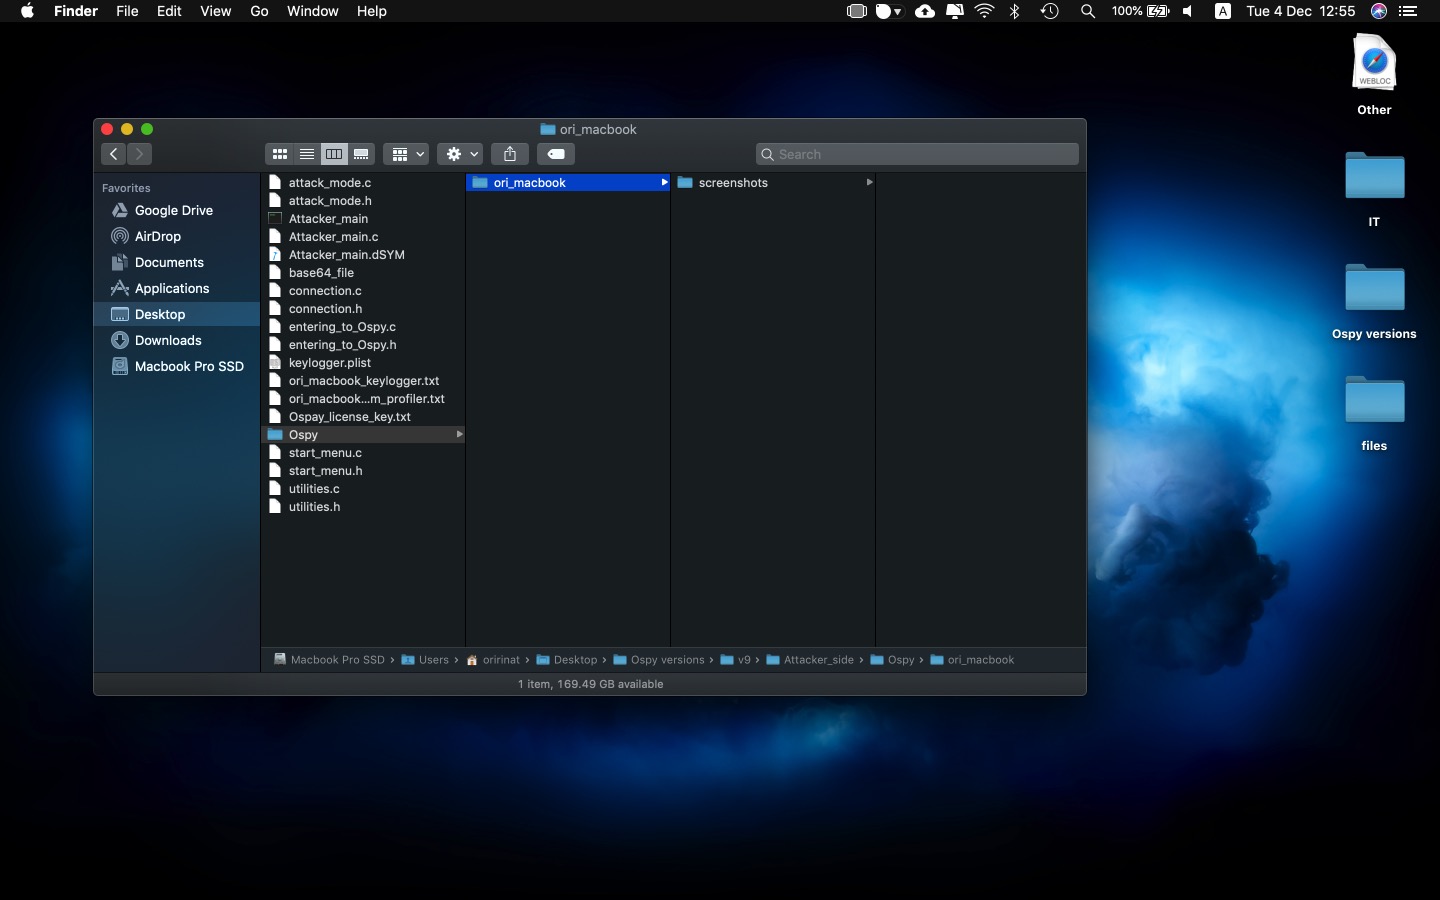 Finder File Edit View Go Window Help 100% A Tue 4 Dec 12:55
WEBLOC
Other
IT
Ospy versions
files
ori_macbook
Search
Favorites
Google Drive
AirDrop
Documents
Applications
Desktop
Downloads
Macbook Pro SSD
attack_mode.c
attack_mode.h
Attacker_main
Attacker_main.c
Attacker_main.dSYM
base64_file
connection.c
connection.h
entering_to_Ospy.c
entering_to_Ospy.h
keylogger.plist
ori_macbook_keylogger.txt
ori_macbook...m_profiler.txt
Ospay_license_key.txt
Ospy
start_menu.c
start_menu.h
utilities.c
utilities.h
ori_macbook
screenshots
Macbook Pro SSD › Users › oririnat › Desktop › Ospy versions › v9 › Attacker_side › Ospy › ori_macbook
1 item, 169.49 GB available